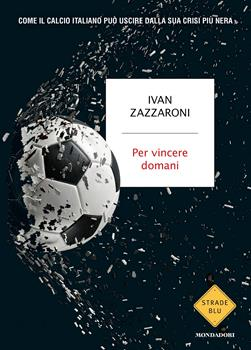 COME IL CALCIO ITALIANO PUÒ USCIRE DALLA SUA CRISI PIÙ NERA
IVAN
ZAZZARONI
Per vincere
domani
STRADE
BLU
MONDADORI